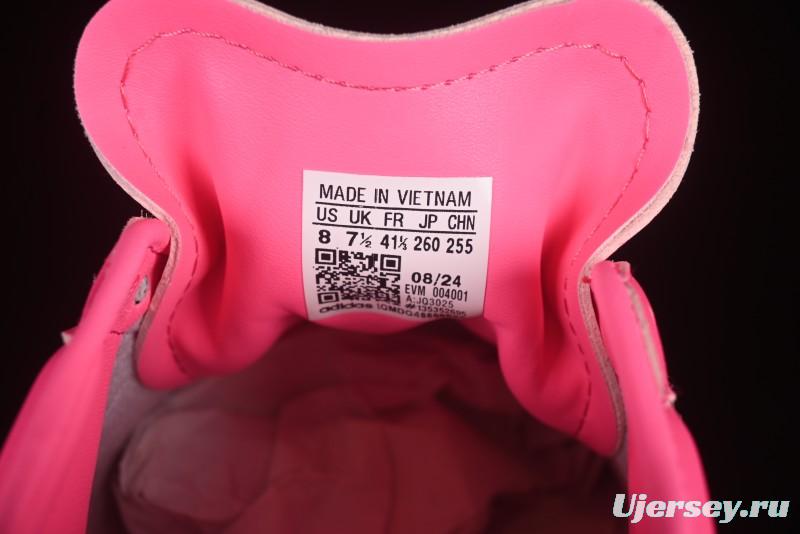 MADE IN VIETNAM
US UK FR JP CHN
8 7½ 41⅓ 260 255
08/24
EVM 004001
A:JQ3025
#135352695
adidas
Ujersey.ru